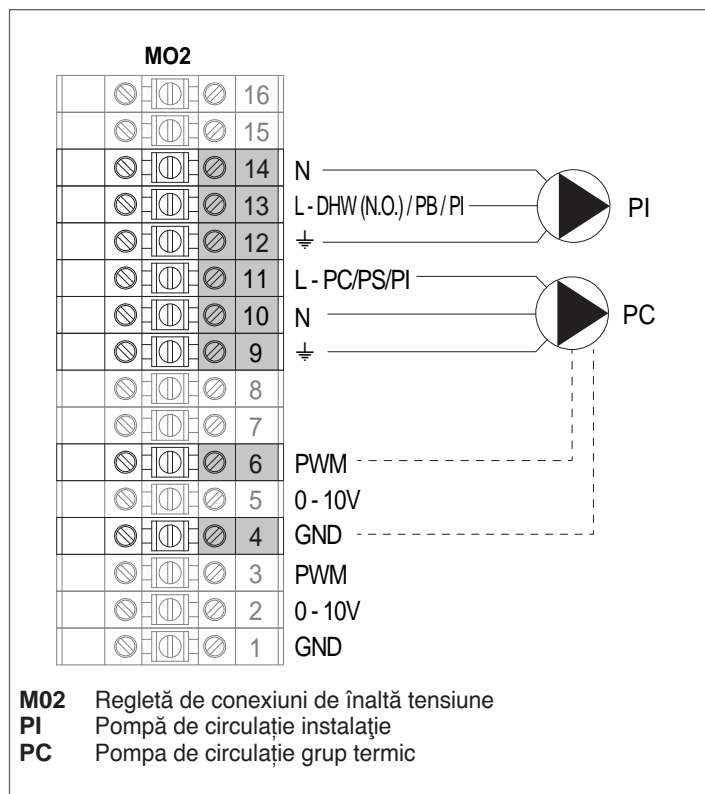 MO2
16
15
14 N
13 L - DHW (N.O.) / PB / PI PI
12
11 L - PC/PS/PI
10 N PC
9
8
7
6 PWM
5 0 - 10V
4 GND
3 PWM
2 0 - 10V
1 GND
M02 Regletă de conexiuni de înaltă tensiune
PI Pompă de circulație instalaţie
PC Pompa de circulație grup termic